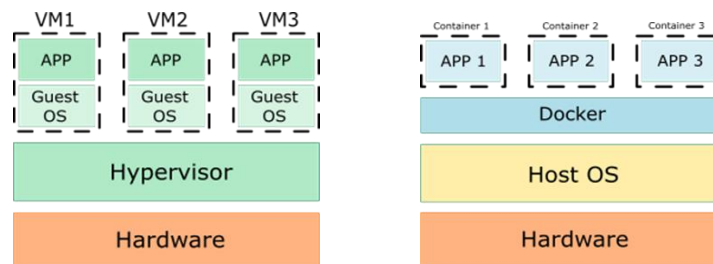 VM1 VM2 VM3
APP APP APP
Guest Guest Guest
OS OS OS
Hypervisor
Hardware
Container 1 Container 2 Container 3
APP 1 APP 2 APP 3
Docker
Host OS
Hardware